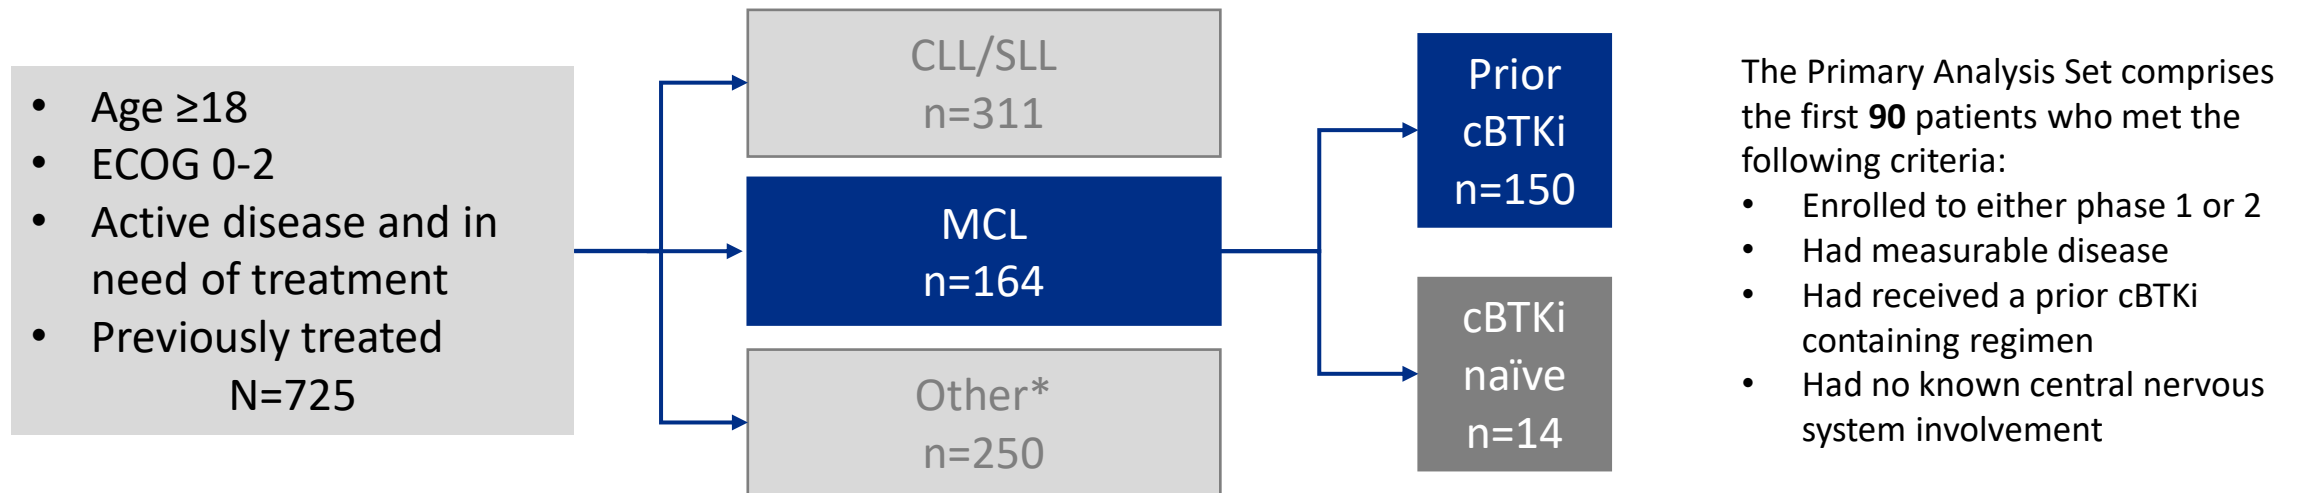 • Age ≥18
• ECOG 0-2
• Active disease and in
need of treatment
• Previously treated
N=725
CLL/SLL
n=311
MCL
n=164
Other*
n=250
Prior
cBTKi
n=150
cBTKi
naïve
n=14
The Primary Analysis Set comprises
the first 90 patients who met the
following criteria:
• Enrolled to either phase 1 or 2
• Had measurable disease
• Had received a prior cBTKi
containing regimen
• Had no known central nervous
system involvement